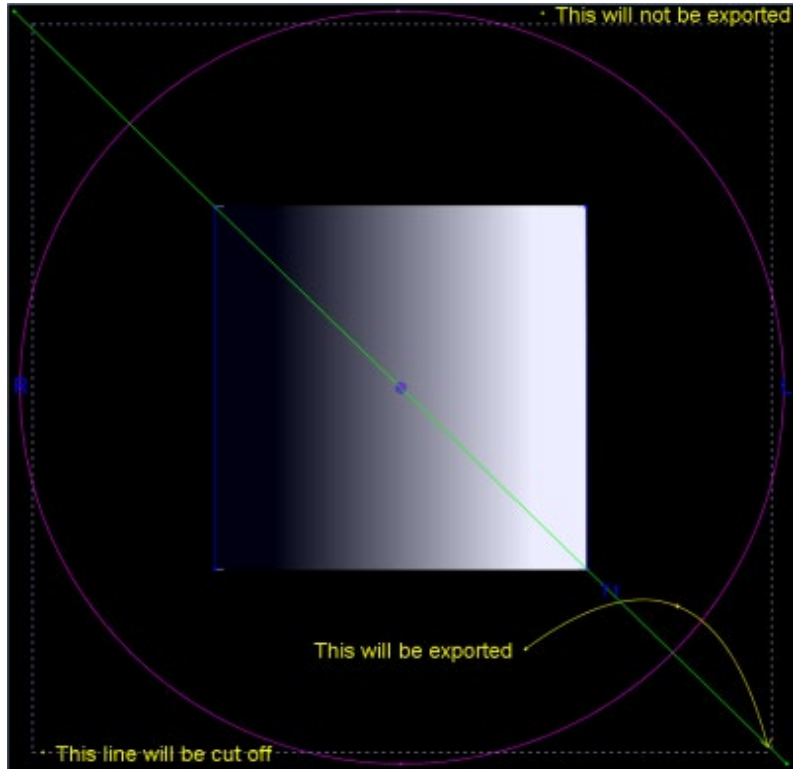 This will not be exported
R
L
This will be exported
This line will be cut off